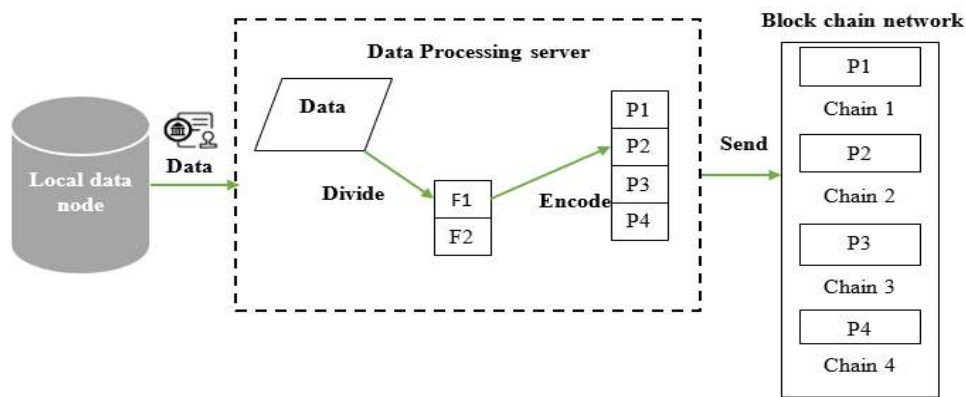 Block chain network
Data Processing server
Data
P1
P2
P3
P4
Local data
node
Data
Divide
F1
F2
Encode
Send
P1
Chain 1
P2
Chain 2
P3
Chain 3
P4
Chain 4